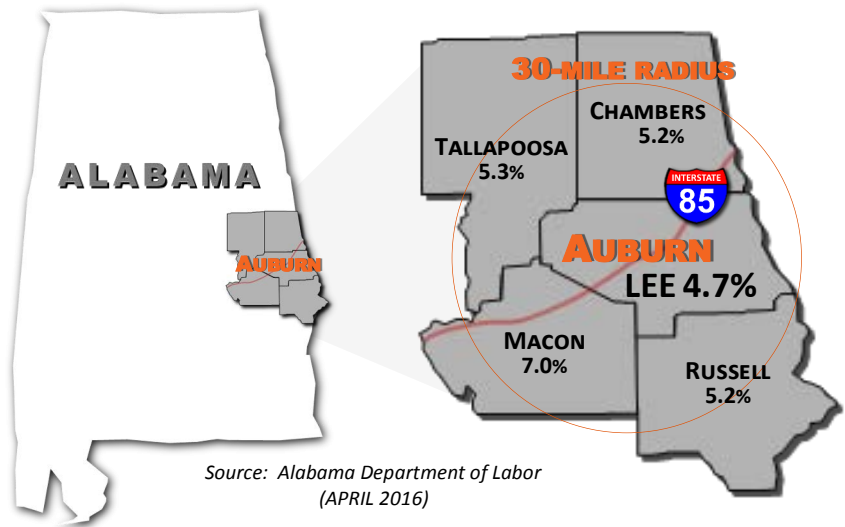 ALABAMA
AUBURN
30-MILE RADIUS
CHAMBERS
5.2%
TALLAPOOSA
5.3%
INTERSTATE
85
AUBURN
LEE 4.7%
MACON
7.0%
RUSSELL
5.2%
Source: Alabama Department of Labor
(APRIL 2016)